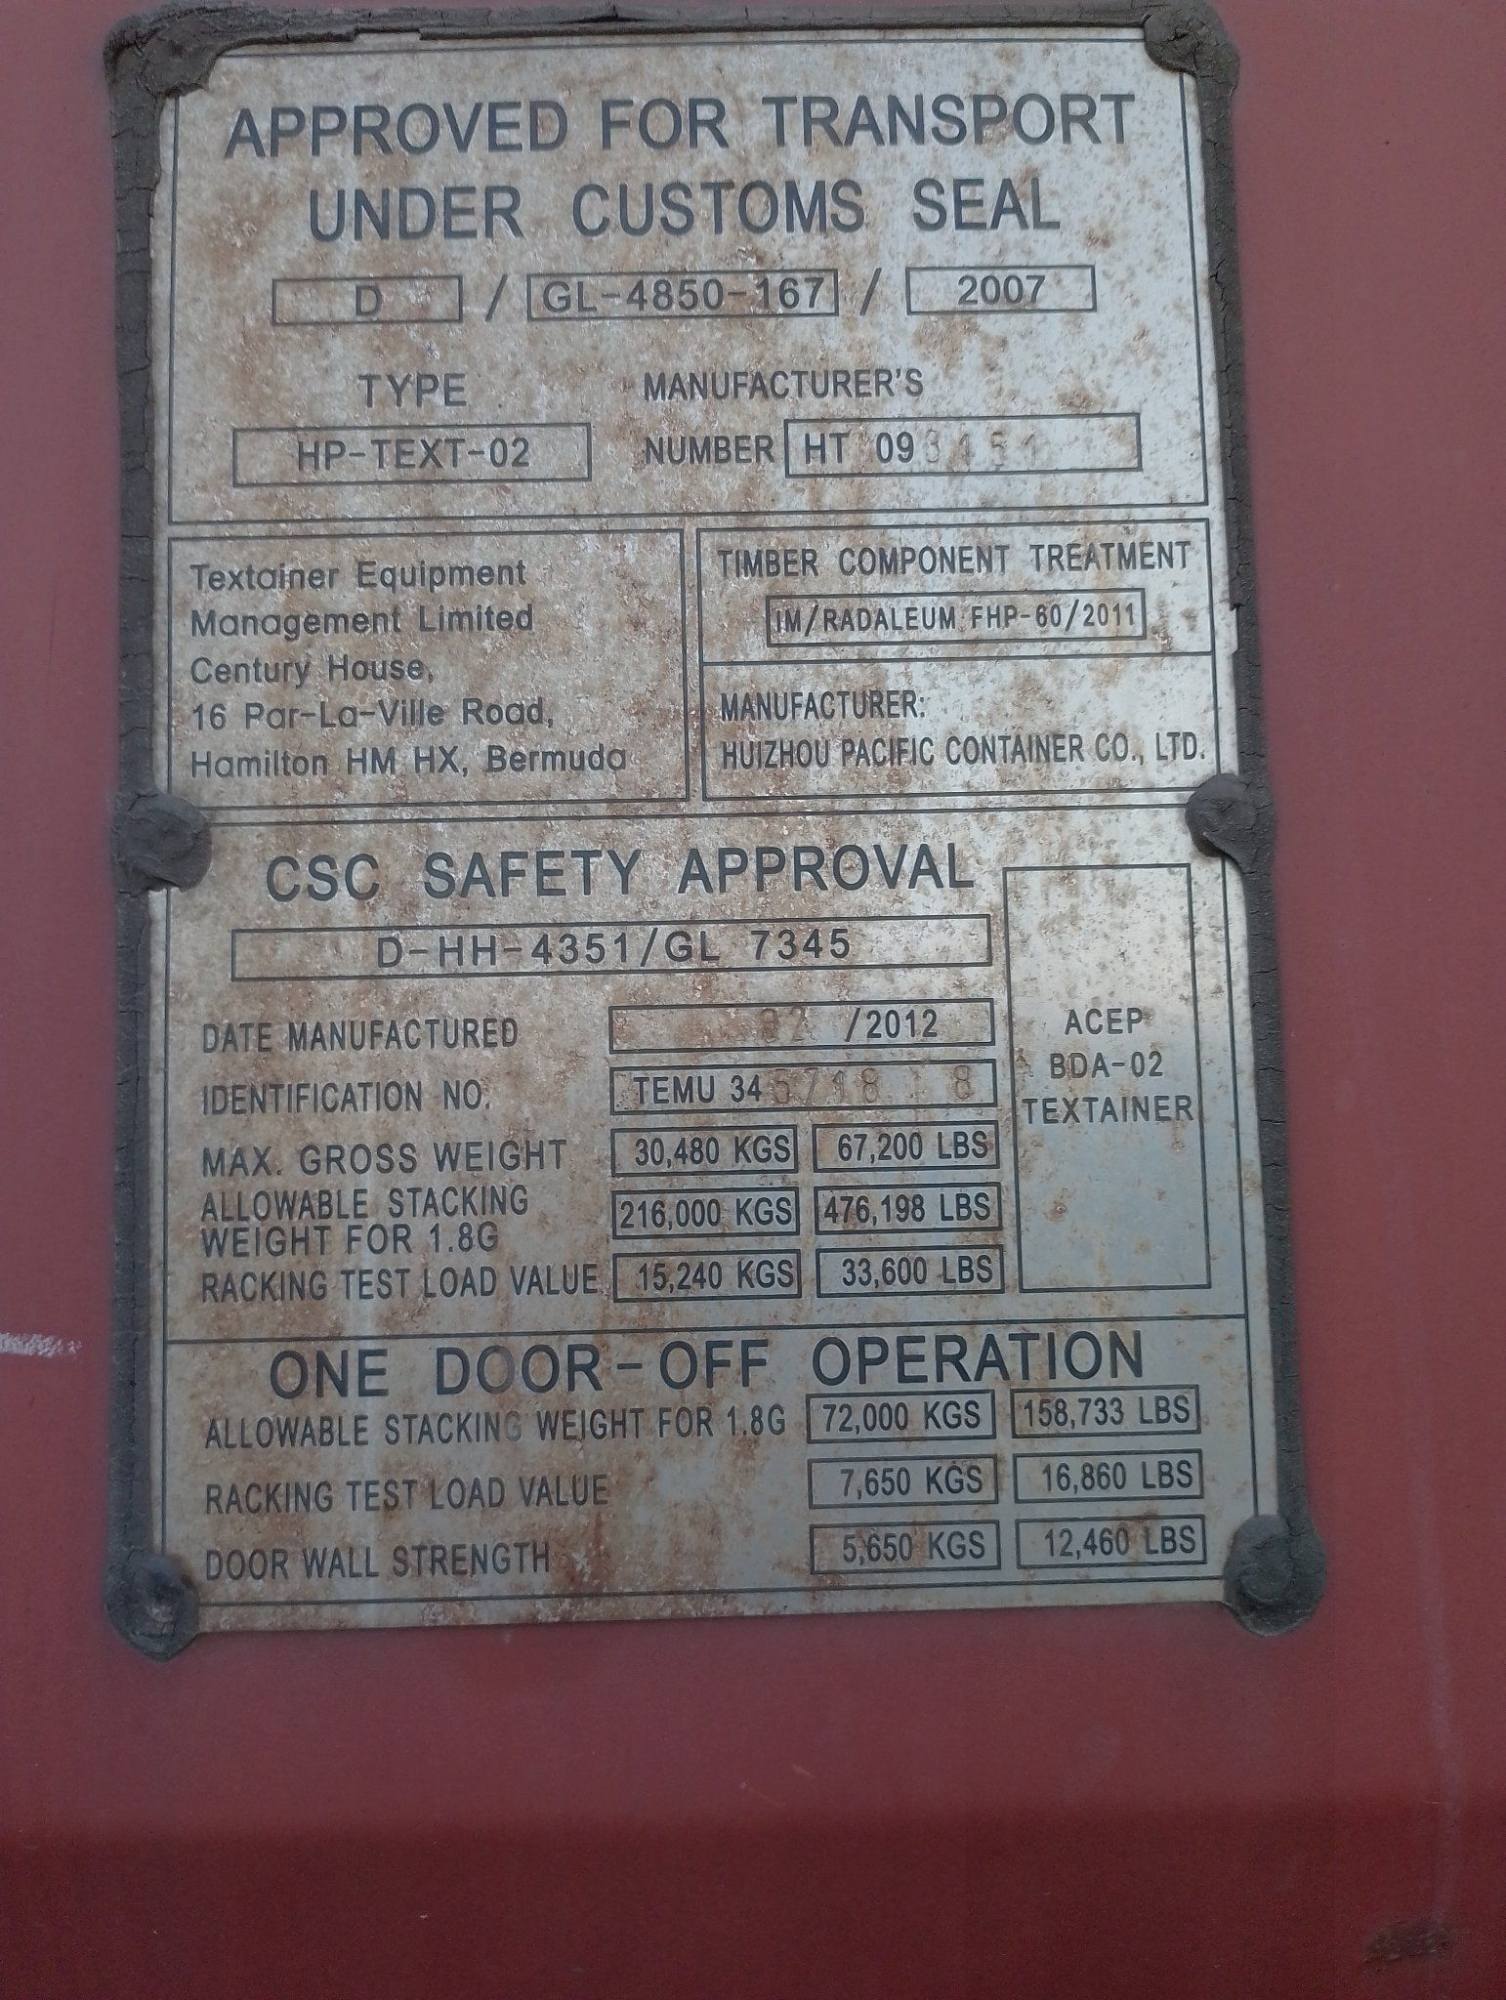 APPROVED FOR TRANSPORT
UNDER CUSTOMS SEAL
D / GL-4850-167 / 2007
TYPE
HP-TEXT-02
MANUFACTURER'S
NUMBER HT 09
Textainer Equipment
Management Limited
Century House,
16 Par-La-Ville Road,
Hamilton HM HX, Bermuda
TIMBER COMPONENT TREATMENT
IM/RADALEUM FHP-60/2011
MANUFACTURER:
HUIZHOU PACIFIC CONTAINER CO., LTD.
CSC SAFETY APPROVAL
D-HH-4351/GL 7345
DATE MANUFACTURED 02 /2012
IDENTIFICATION NO. TEMU 34
MAX. GROSS WEIGHT 30,480 KGS 67,200 LBS
ALLOWABLE STACKING
WEIGHT FOR 1.8G 216,000 KGS 476,198 LBS
RACKING TEST LOAD VALUE 15,240 KGS 33,600 LBS
ACEP
BDA-02
TEXTAINER
ONE DOOR-OFF OPERATION
ALLOWABLE STACKING WEIGHT FOR 1.8G 72,000 KGS 158,733 LBS
RACKING TEST LOAD VALUE 7,650 KGS 16,860 LBS
DOOR WALL STRENGTH 5,650 KGS 12,460 LBS